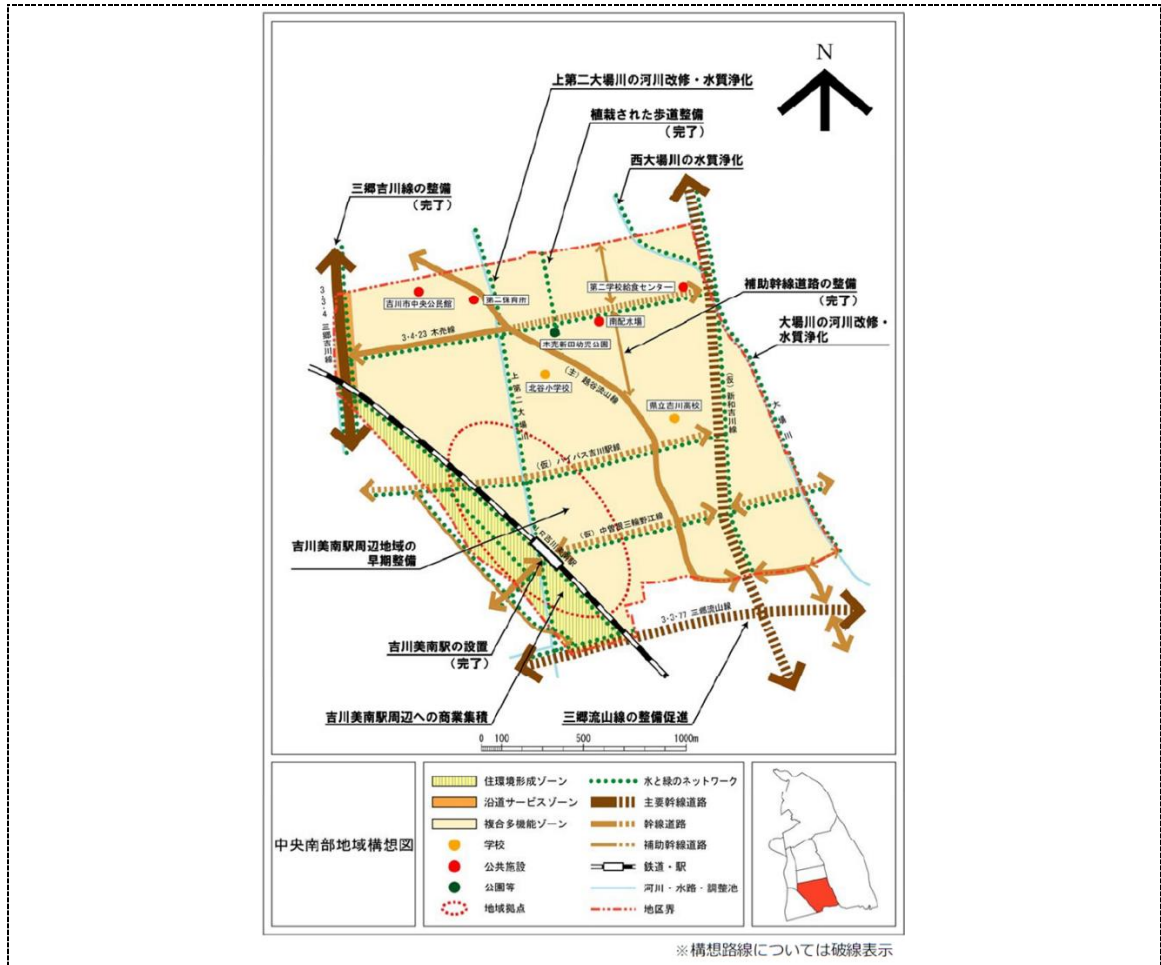 N
上第二大場川の河川改修・水質浄化
植栽された歩道整備
（完了）
西大場川の水質浄化
三郷吉川線の整備
（完了）
補助幹線道路の整備
（完了）
大場川の河川改修・
水質浄化
吉川市中央公民館
第二保育所
第二学校給食センター
南配水場
木売新田幼児公園
3・3・4 三郷吉川線
3・4・23 木売線
北谷小学校
（主）越谷流山線
県立吉川高校
上第二大場川
（仮）新和吉川線
大場川
（仮）バイパス吉川駅線
（仮）中曽根三輪野江線
JR吉川美南駅
吉川美南駅周辺地域の
早期整備
3・3・77 三郷流山線
吉川美南駅の設置
（完了）
吉川美南駅周辺への商業集積
三郷流山線の整備促進
0 100 500 1000m
中央南部地域構想図
住環境形成ゾーン
沿道サービスゾーン
複合多機能ゾーン
学校
公共施設
公園等
地域拠点
水と緑のネットワーク
主要幹線道路
幹線道路
補助幹線道路
鉄道・駅
河川・水路・調整池
地区界
※構想路線については破線表示